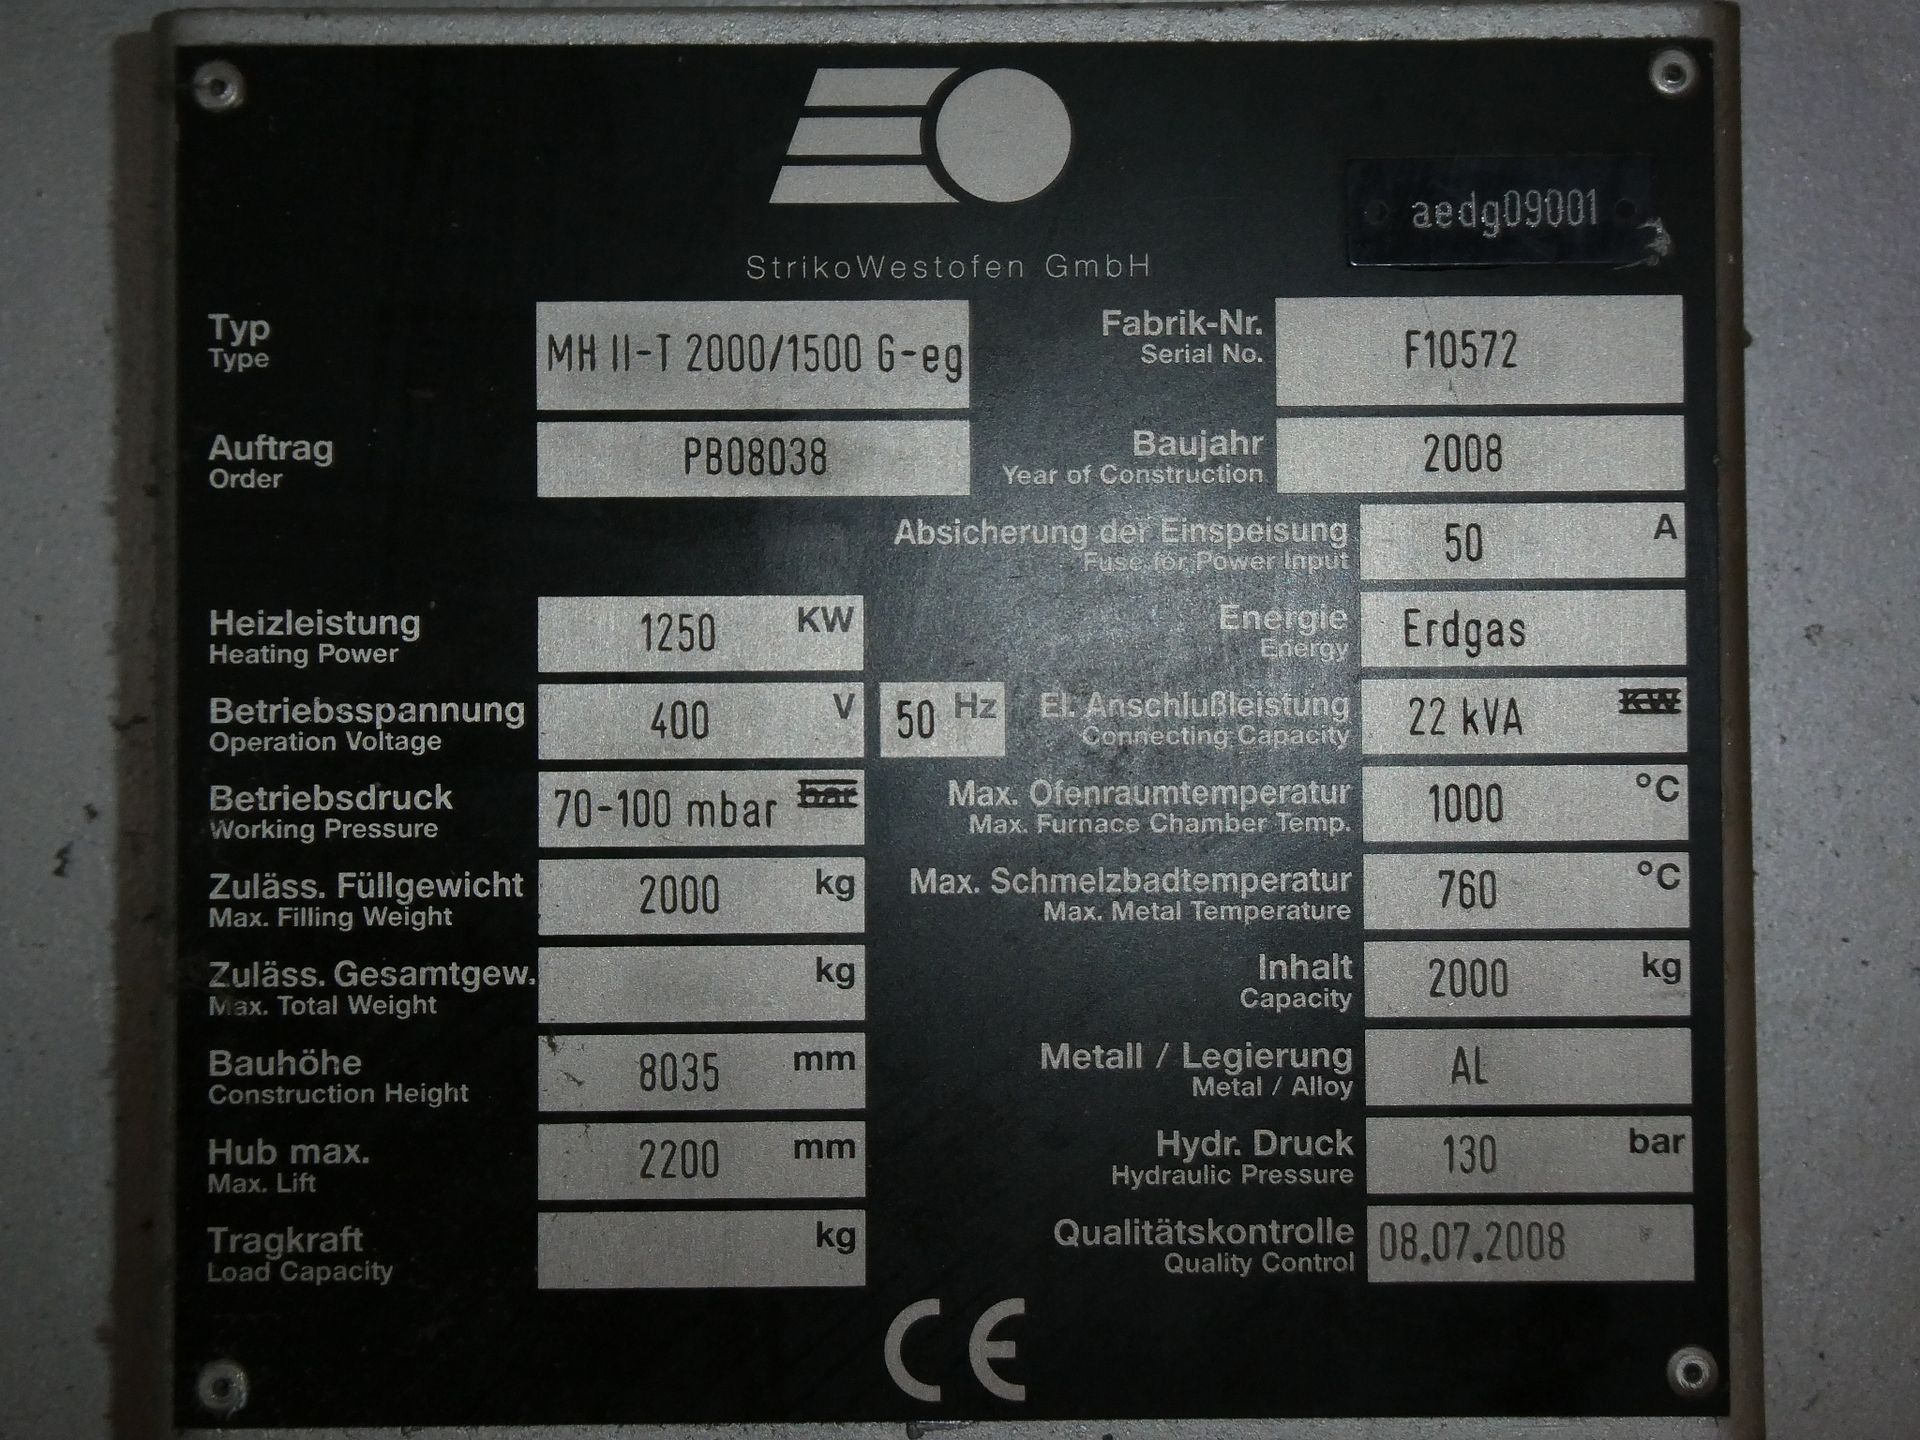 aedg09001
StrikoWestofen GmbH
Typ
Type
MH II-T 2000/1500 G-eg
Fabrik-Nr.
Serial No.
F10572
Auftrag
Order
PB08038
Baujahr
Year of Construction
2008
Absicherung der Einspeisung
Fuse for Power Input
50 A
Heizleistung
Heating Power
1250 KW
Energie
Energy
Erdgas
Betriebsspannung
Operation Voltage
400 V
50 Hz
El. Anschlußleistung
Connecting Capacity
22 kVA KW
Betriebsdruck
Working Pressure
70-100 mbar bar
Max. Ofenraumtemperatur
Max. Furnace Chamber Temp.
1000 °C
Zuläss. Füllgewicht
Max. Filling Weight
2000 kg
Max. Schmelzbadtemperatur
Max. Metal Temperature
760 °C
Zuläss. Gesamtgew.
Max. Total Weight
kg
Inhalt
Capacity
2000 kg
Bauhöhe
Construction Height
8035 mm
Metall / Legierung
Metal / Alloy
AL
Hub max.
Max. Lift
2200 mm
Hydr. Druck
Hydraulic Pressure
130 bar
Tragkraft
Load Capacity
kg
Qualitätskontrolle
Quality Control
08.07.2008
CE